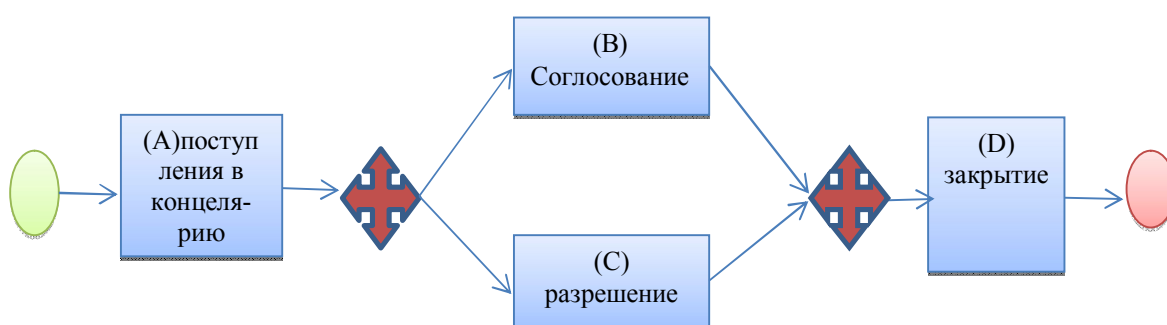 (А)поступ
ления в
концеля-
рию
(В)
Соглосование
(С)
разрешение
(D)
закрытие